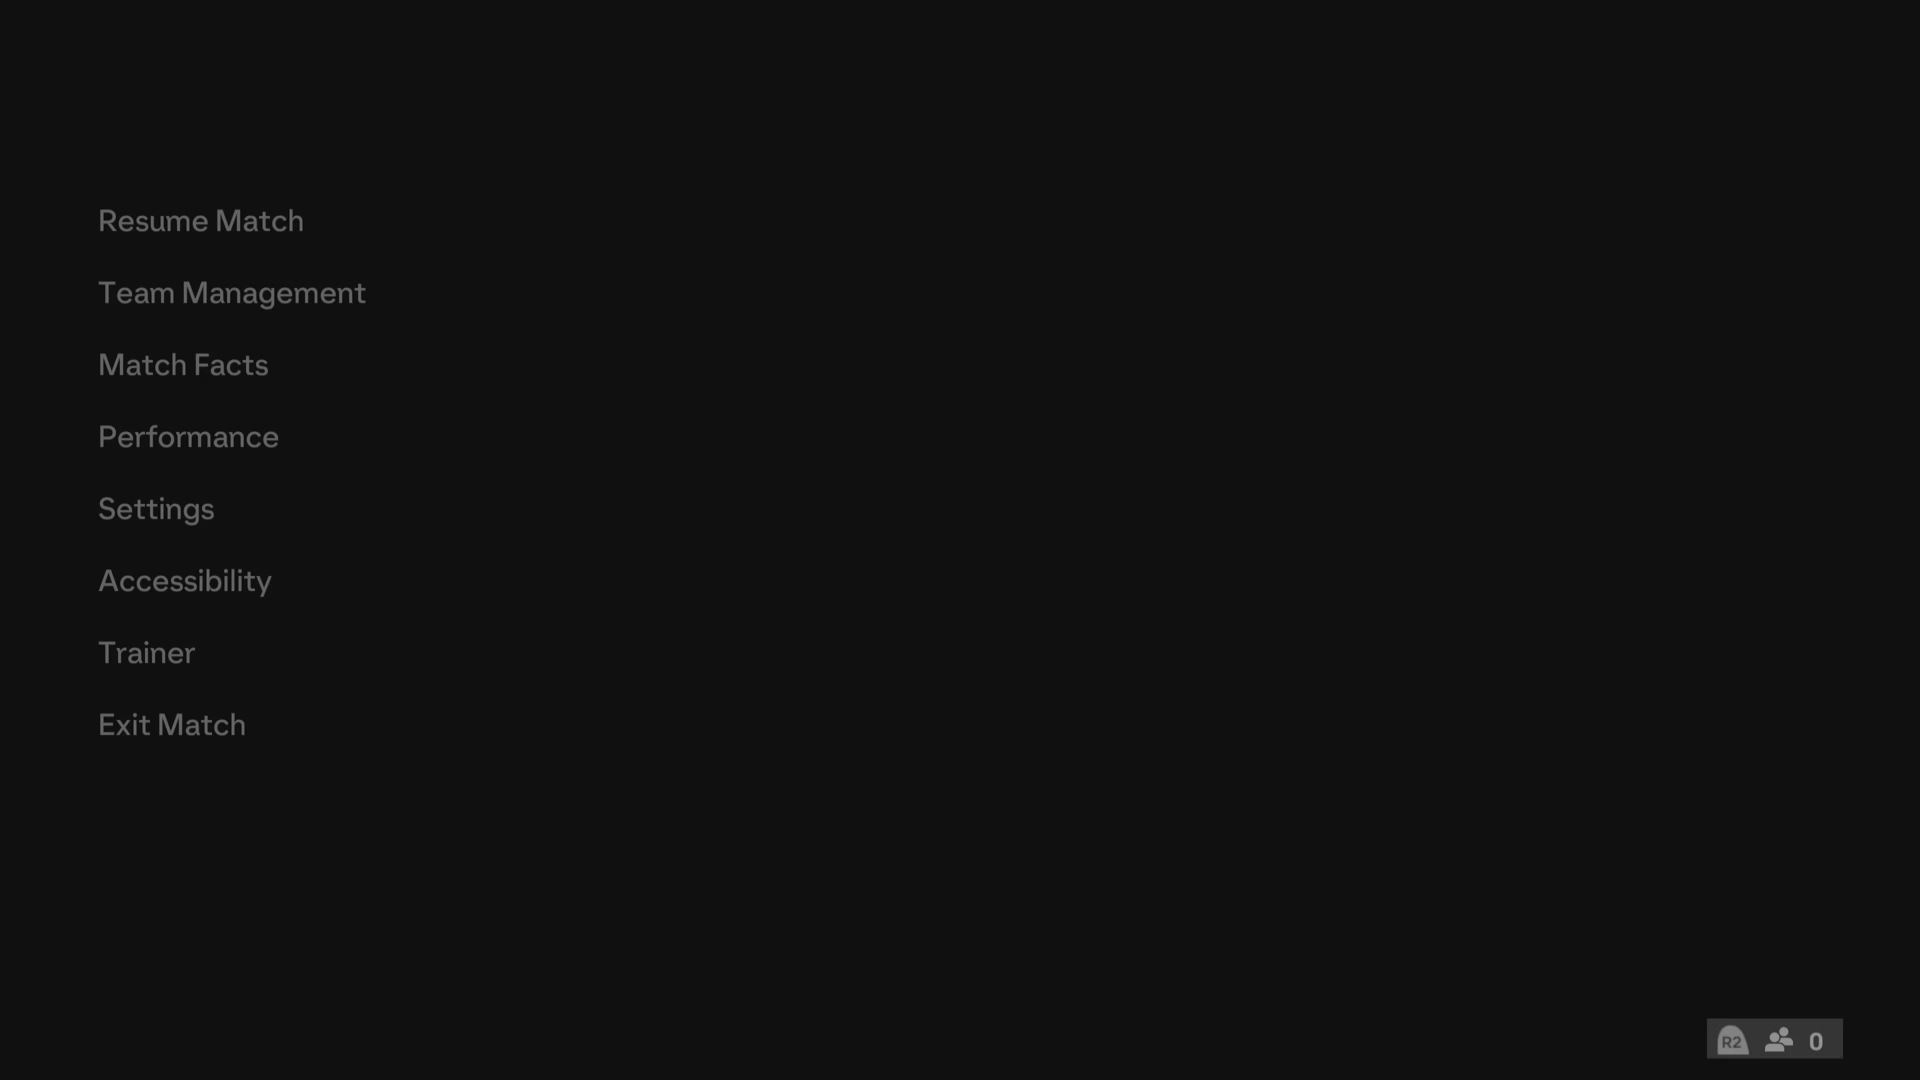 Resume Match
Team Management
Match Facts
Performance
Settings
Accessibility
Trainer
Exit Match
R2 0